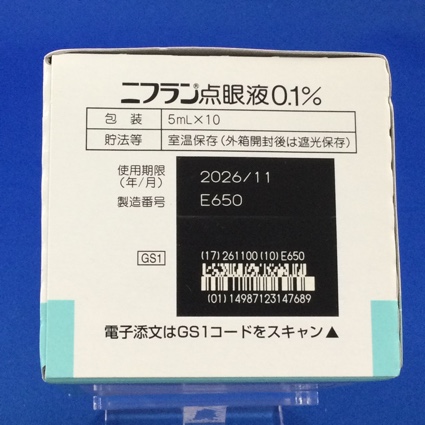 ニフラン®点眼液0.1%
包 装 5mL×10
貯法等 室温保存(外箱開封後は遮光保存)
使用期限 2026/11
(年/月)
製造番号 E650
GS1
(17)261100(10)E650
(01)14987123147689
電子添文はGS1コードをスキャン▲